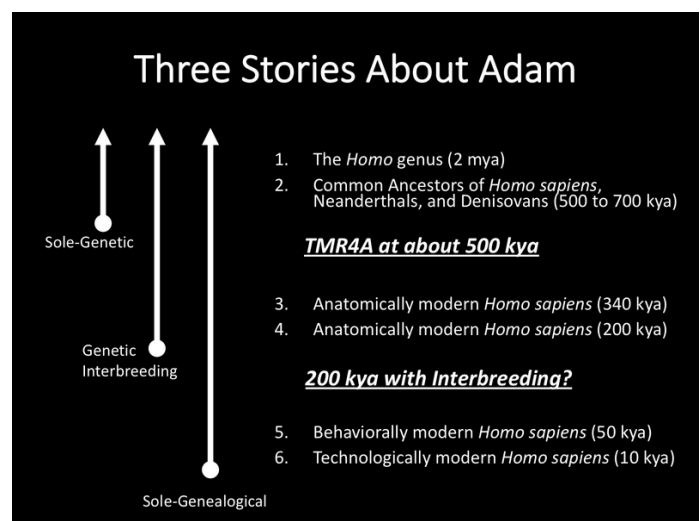 Three Stories About Adam
1. The Homo genus (2 mya)
2. Common Ancestors of Homo sapiens,
Neanderthals, and Denisovans (500 to 700 kya)
Sole-Genetic
TMR4A at about 500 kya
3. Anatomically modern Homo sapiens (340 kya)
4. Anatomically modern Homo sapiens (200 kya)
Genetic
Interbreeding
200 kya with Interbreeding?
5. Behaviorally modern Homo sapiens (50 kya)
6. Technologically modern Homo sapiens (10 kya)
Sole-Genealogical